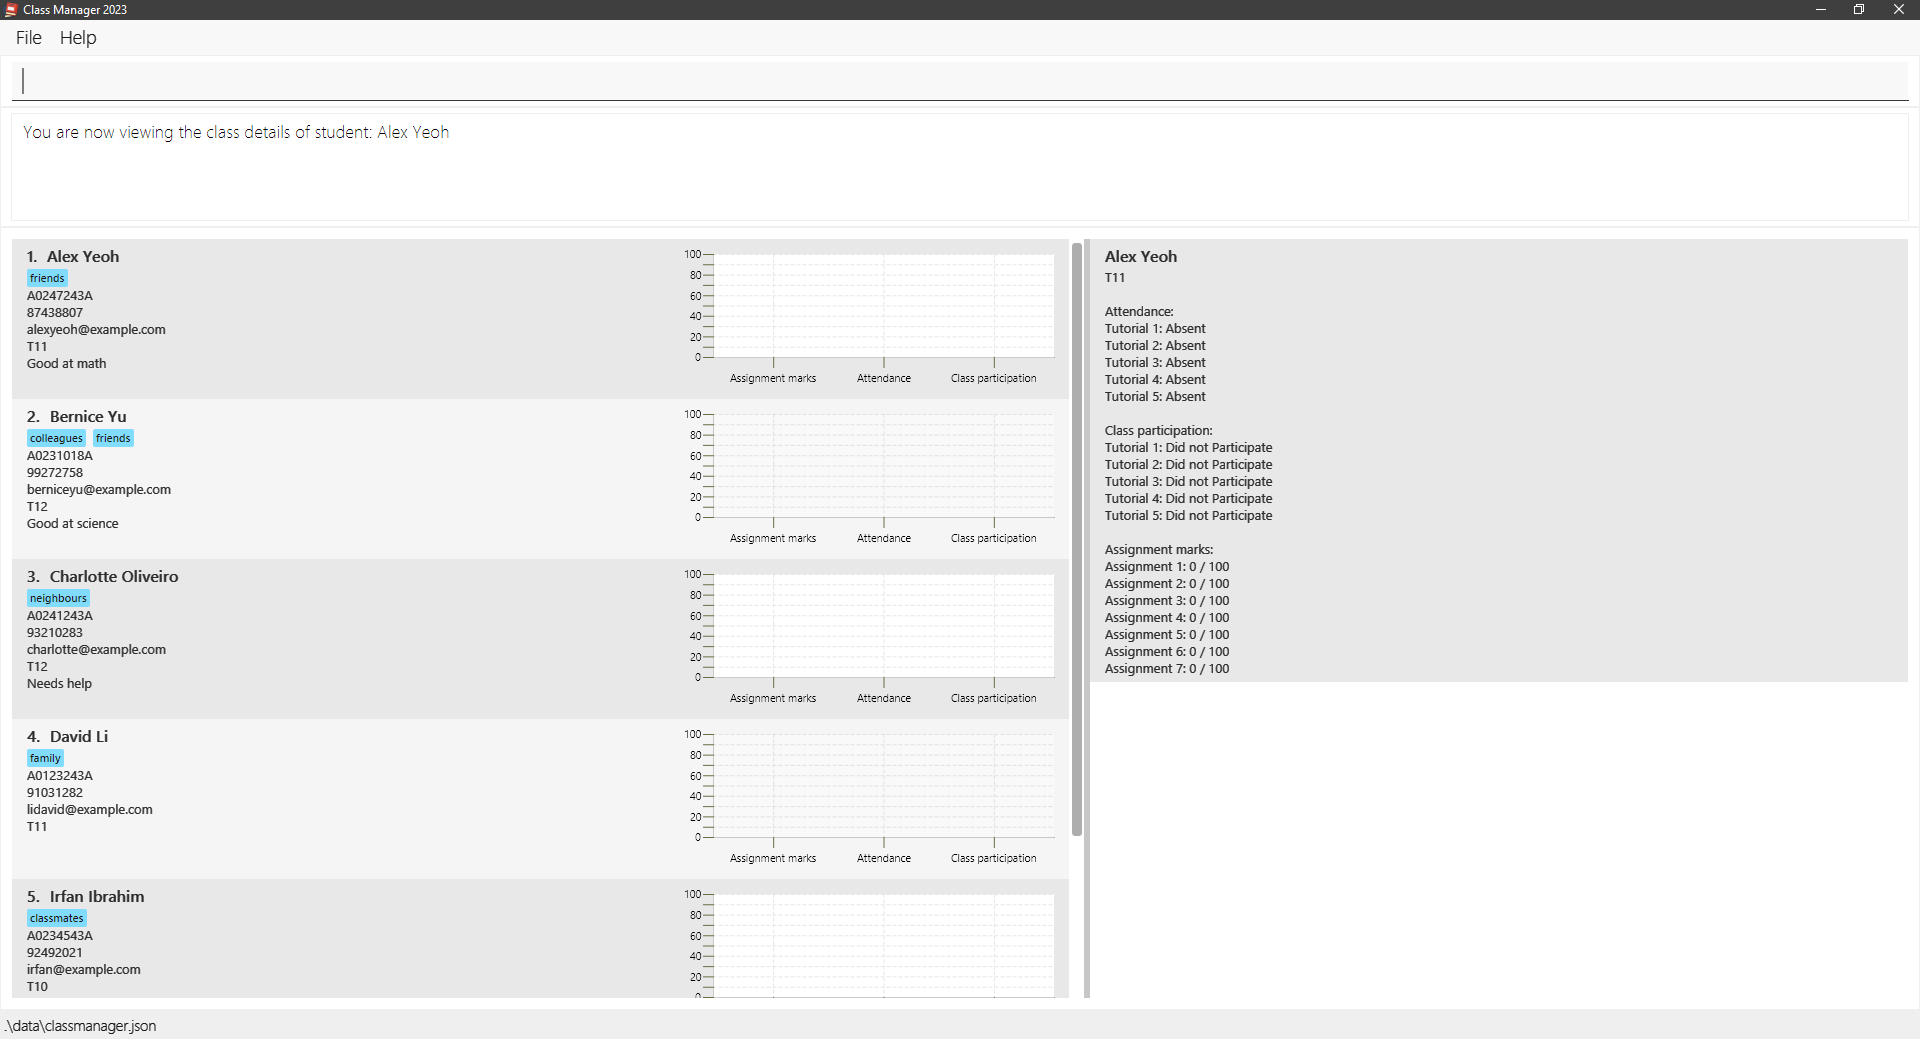 Class Manager 2023
File Help
You are now viewing the class details of student: Alex Yeoh
1. Alex Yeoh
friends
A0247243A
87438807
alexyeoh@example.com
T11
Good at math
100
80
60
40
20
0
Assignment marks Attendance Class participation
2. Bernice Yu
colleagues friends
A0231018A
99272758
berniceyu@example.com
T12
Good at science
100
80
60
40
20
0
Assignment marks Attendance Class participation
3. Charlotte Oliveiro
neighbours
A0241243A
93210283
charlotte@example.com
T12
Needs help
100
80
60
40
20
0
Assignment marks Attendance Class participation
4. David Li
family
A0123243A
91031282
lidavid@example.com
T11
100
80
60
40
20
0
Assignment marks Attendance Class participation
5. Irfan Ibrahim
classmates
A0234543A
92492021
irfan@example.com
T10
100
80
60
40
20
0
Alex Yeoh
T11
Attendance:
Tutorial 1: Absent
Tutorial 2: Absent
Tutorial 3: Absent
Tutorial 4: Absent
Tutorial 5: Absent
Class participation:
Tutorial 1: Did not Participate
Tutorial 2: Did not Participate
Tutorial 3: Did not Participate
Tutorial 4: Did not Participate
Tutorial 5: Did not Participate
Assignment marks:
Assignment 1: 0 / 100
Assignment 2: 0 / 100
Assignment 3: 0 / 100
Assignment 4: 0 / 100
Assignment 5: 0 / 100
Assignment 6: 0 / 100
Assignment 7: 0 / 100
.\data\classmanager.json